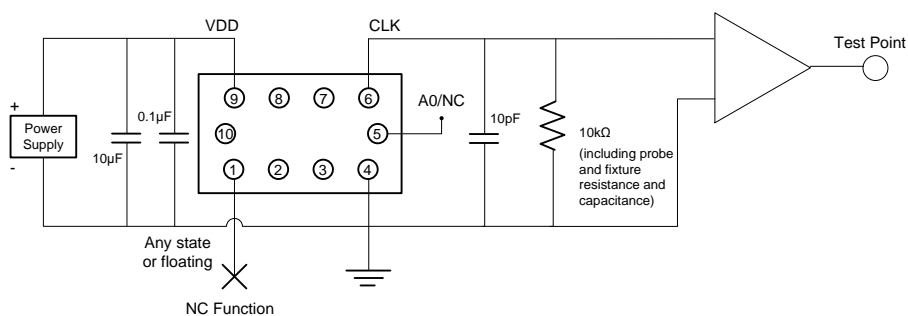 VDD
CLK
Test Point
+
Power
Supply
-
10µF
0.1µF
9
8
7
6
10
5
1
2
3
4
A0/NC
10pF
10kΩ
(including probe
and fixture
resistance and
capacitance)
Any state
or floating
NC Function